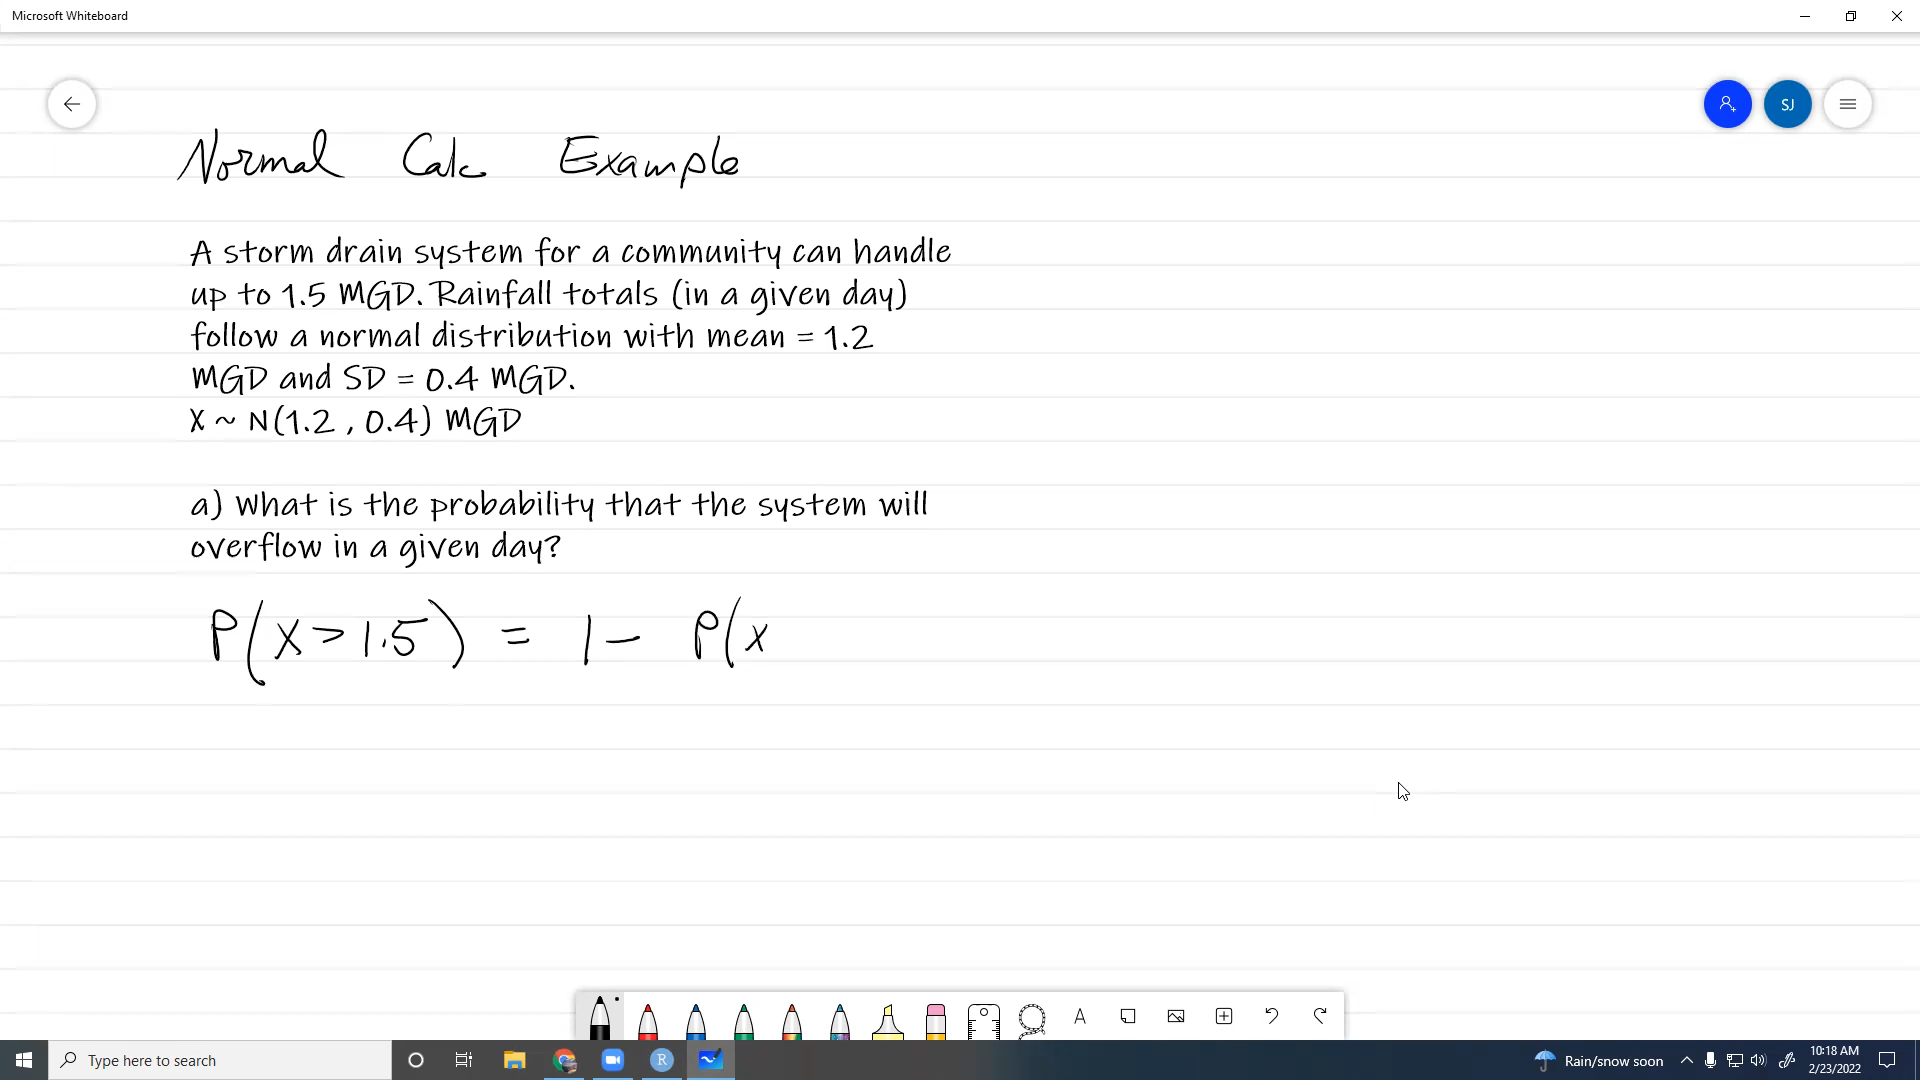 Microsoft Whiteboard
SJ
Normal Calc Example
A storm drain system for a community can handle
up to 1.5 MGD. Rainfall totals (in a given day)
follow a normal distribution with mean = 1.2
MGD and SD = 0.4 MGD.
X ~ N(1.2 , 0.4) MGD
a) What is the probability that the system will
overflow in a given day?
P(X > 1.5) = 1 - P(X
A
Type here to search
R
Rain/snow soon
10:18 AM
2/23/2022